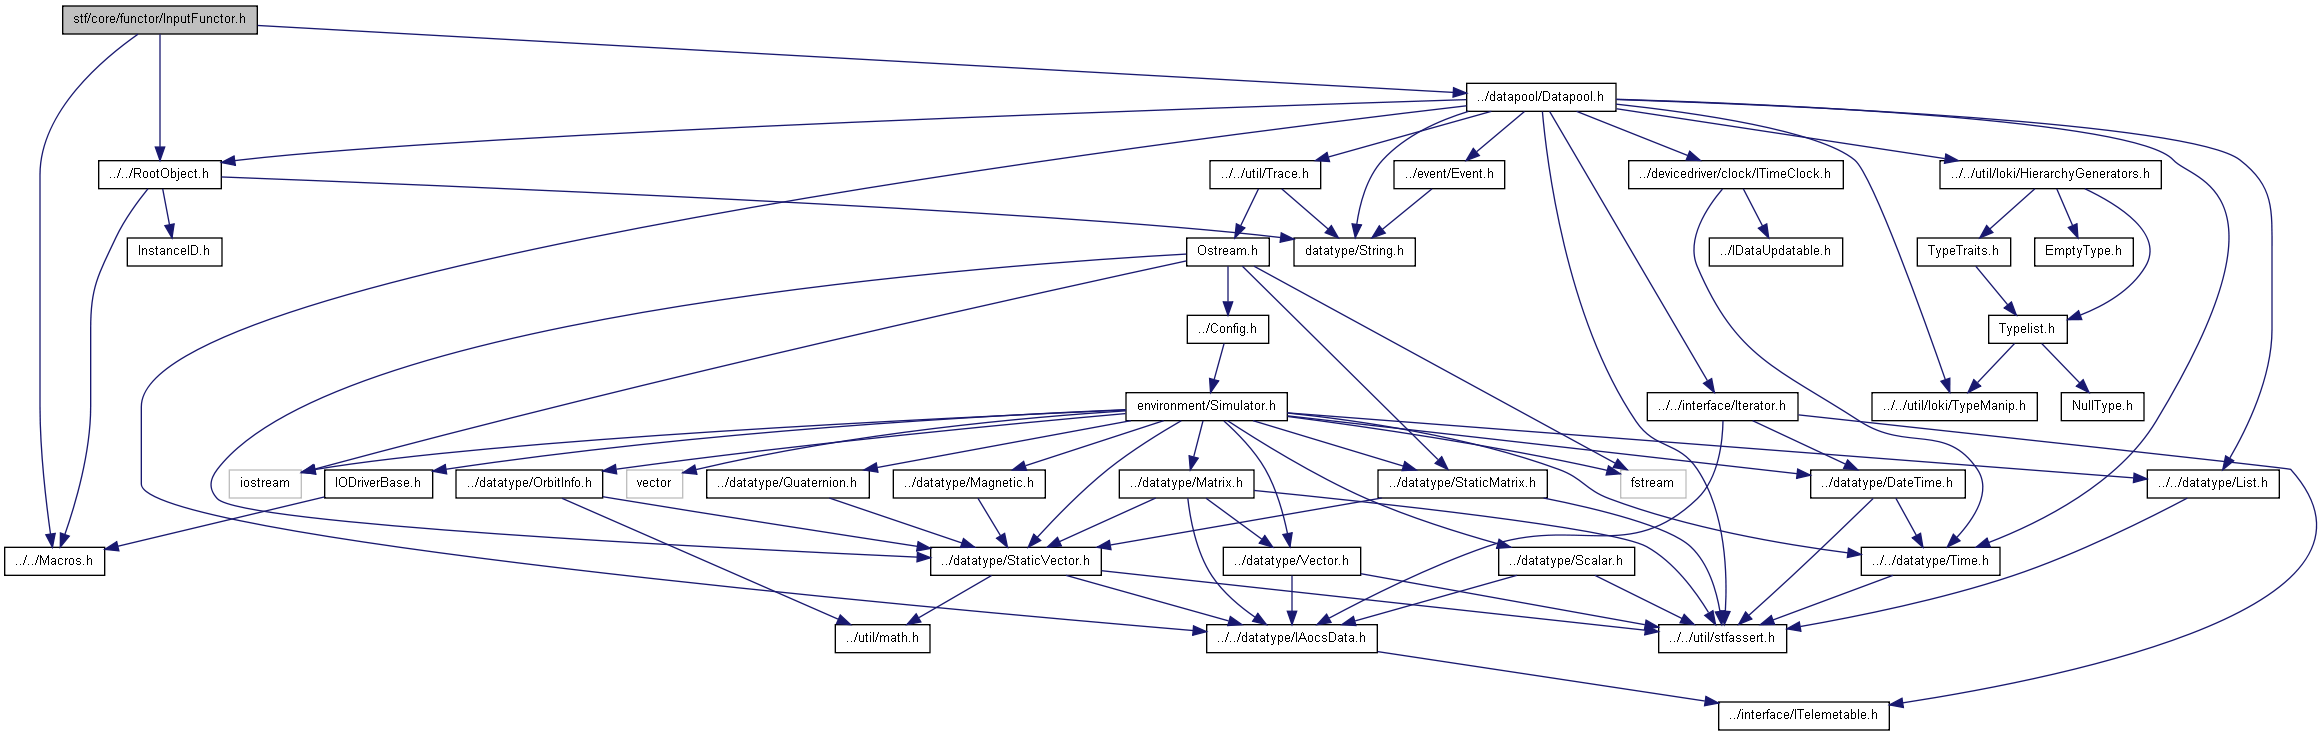 stf/core/functor/InputFunctor.h
../datapool/Datapool.h
../../RootObject.h
../../util/Trace.h
../event/Event.h
../devicedriver/clock/ITimeClock.h
../../util/loki/HierarchyGenerators.h
InstanceID.h
Ostream.h
datatype/String.h
../IDataUpdatable.h
TypeTraits.h
EmptyType.h
../Config.h
Typelist.h
environment/Simulator.h
../../interface/Iterator.h
../../util/loki/TypeManip.h
NullType.h
iostream
IODriverBase.h
../datatype/OrbitInfo.h
vector
../datatype/Quaternion.h
../datatype/Magnetic.h
../datatype/Matrix.h
../datatype/StaticMatrix.h
fstream
../datatype/DateTime.h
../../datatype/List.h
../../Macros.h
../datatype/StaticVector.h
../datatype/Vector.h
../datatype/Scalar.h
../../datatype/Time.h
../util/math.h
../../datatype/IAocsData.h
../../util/stfassert.h
../interface/ITelemetable.h